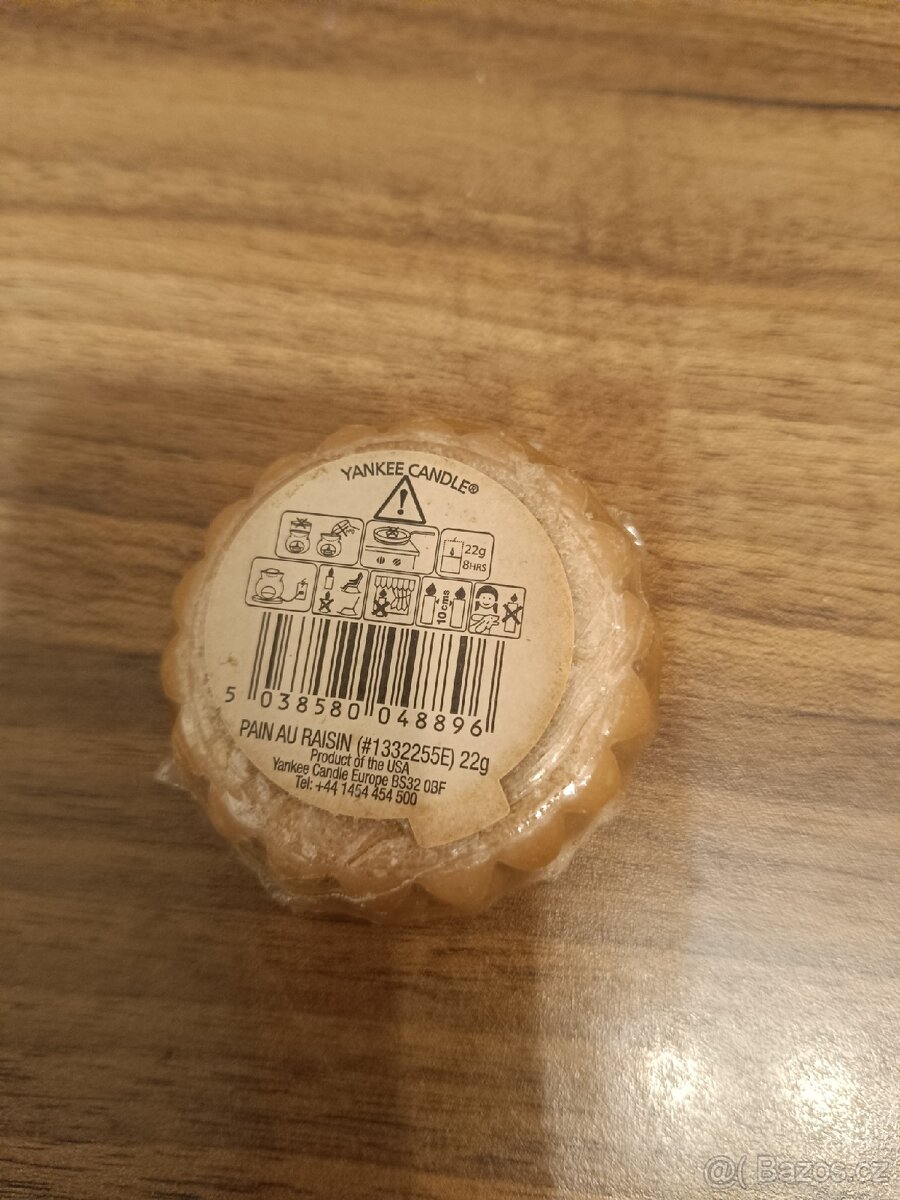 YANKEE CANDLE®
22g
8HRS
10cms
5 038580 048896
PAIN AU RAISIN (#1332255E) 22g
Product of the USA
Yankee Candle Europe BS32 0BF
Tel: +44 1454 454 500
@( Bazos.cz